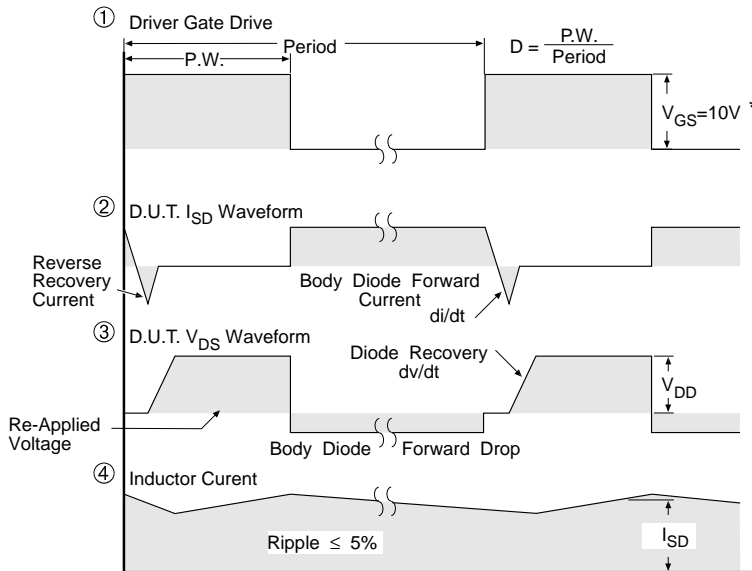 ① Driver Gate Drive
Period
P.W.
D = P.W. / Period
VGS=10V *
② D.U.T. ISD Waveform
Reverse
Recovery
Current
Body Diode Forward
Current
di/dt
③ D.U.T. VDS Waveform
Diode Recovery
dv/dt
VDD
Re-Applied
Voltage
Body Diode Forward Drop
④ Inductor Curent
Ripple ≤ 5%
ISD